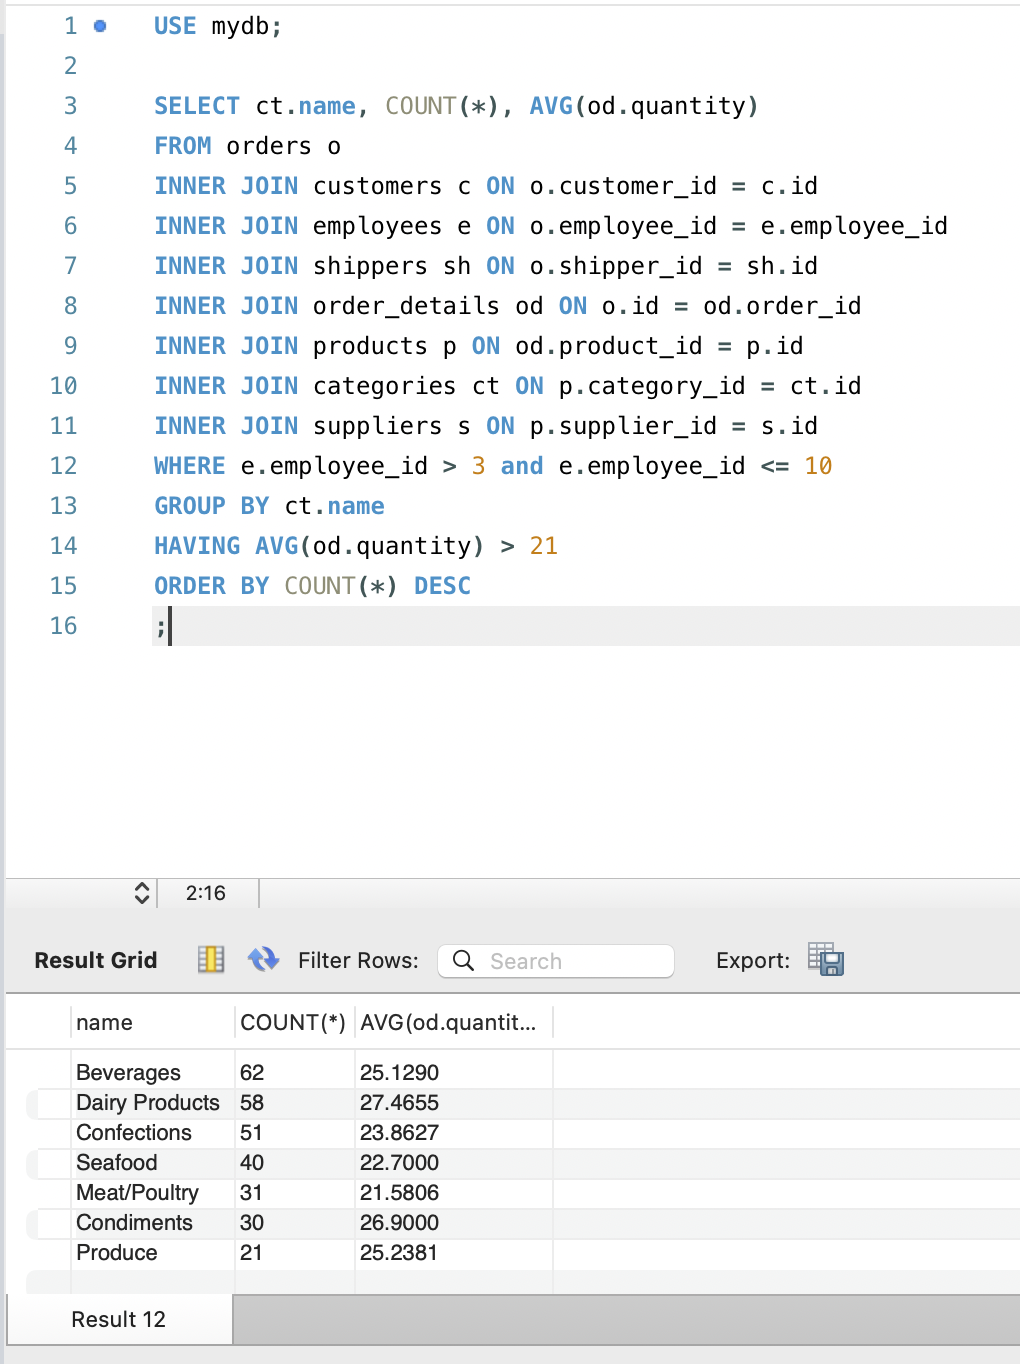 1 USE mydb;
2
3 SELECT ct.name, COUNT(*), AVG(od.quantity)
4 FROM orders o
5 INNER JOIN customers c ON o.customer_id = c.id
6 INNER JOIN employees e ON o.employee_id = e.employee_id
7 INNER JOIN shippers sh ON o.shipper_id = sh.id
8 INNER JOIN order_details od ON o.id = od.order_id
9 INNER JOIN products p ON od.product_id = p.id
10 INNER JOIN categories ct ON p.category_id = ct.id
11 INNER JOIN suppliers s ON p.supplier_id = s.id
12 WHERE e.employee_id > 3 and e.employee_id <= 10
13 GROUP BY ct.name
14 HAVING AVG(od.quantity) > 21
15 ORDER BY COUNT(*) DESC
16 ;
2:16
Result Grid Filter Rows: Search Export:
name COUNT(*) AVG(od.quantit...
Beverages 62 25.1290
Dairy Products 58 27.4655
Confections 51 23.8627
Seafood 40 22.7000
Meat/Poultry 31 21.5806
Condiments 30 26.9000
Produce 21 25.2381
Result 12